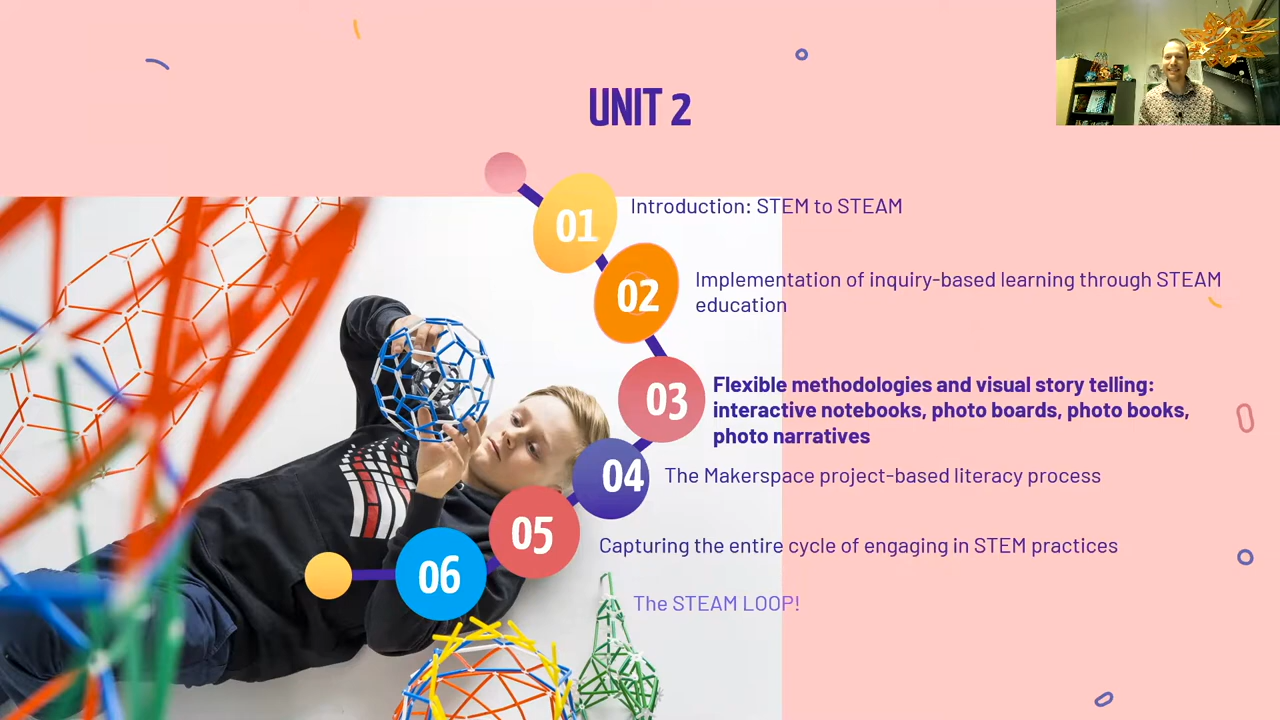 UNIT 2
01
Introduction: STEM to STEAM
02
Implementation of inquiry-based learning through STEAM
education
03
Flexible methodologies and visual story telling:
interactive notebooks, photo boards, photo books,
photo narratives
04
The Makerspace project-based literacy process
05
Capturing the entire cycle of engaging in STEM practices
06
The STEAM LOOP!